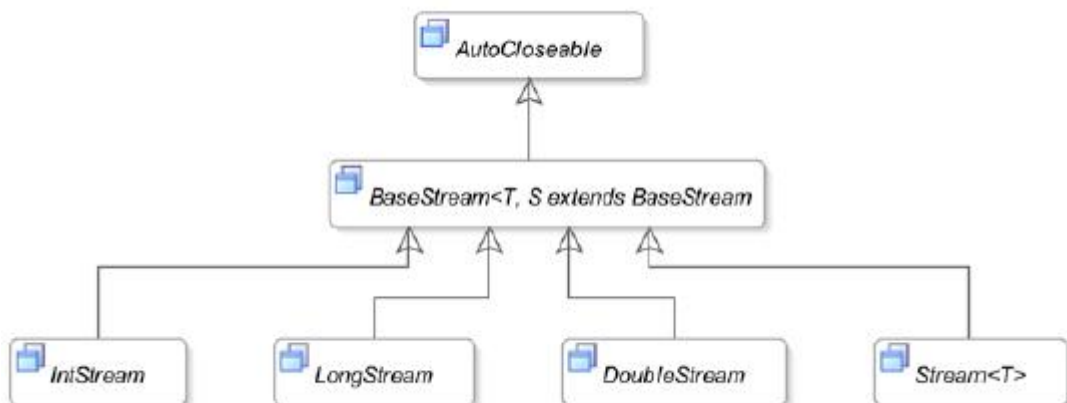 AutoCloseable
BaseStream<T, S extends BaseStream
IntStream
LongStream
DoubleStream
Stream<T>